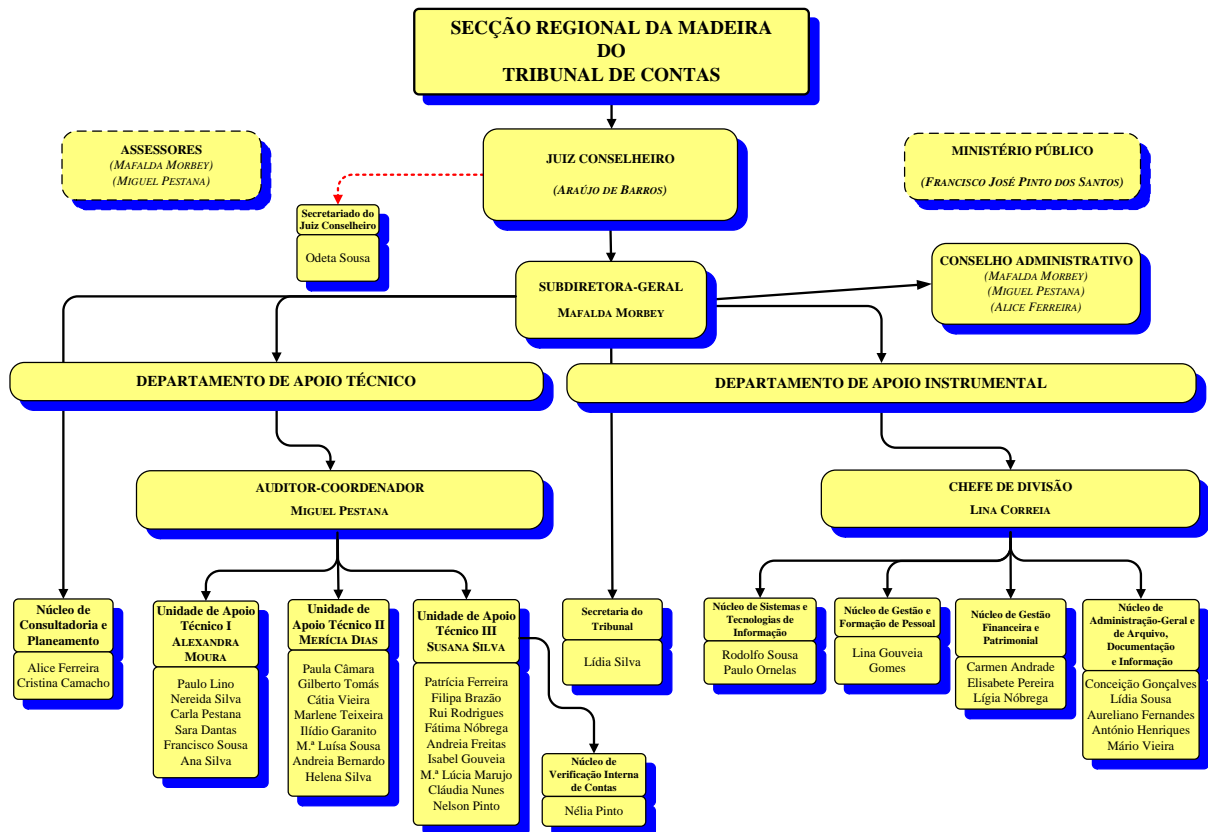 SECÇÃO REGIONAL DA MADEIRA
DO
TRIBUNAL DE CONTAS
ASSESSORES
(MAFALDA MORBEY)
(MIGUEL PESTANA)
JUIZ CONSELHEIRO
(ARAÚJO DE BARROS)
MINISTÉRIO PÚBLICO
(FRANCISCO JOSÉ PINTO DOS SANTOS)
Secretariado do
Juiz Conselheiro
Odeta Sousa
SUBDIRETORA-GERAL
MAFALDA MORBEY
CONSELHO ADMINISTRATIVO
(MAFALDA MORBEY)
(MIGUEL PESTANA)
(ALICE FERREIRA)
DEPARTAMENTO DE APOIO TÉCNICO
DEPARTAMENTO DE APOIO INSTRUMENTAL
AUDITOR-COORDENADOR
MIGUEL PESTANA
CHEFE DE DIVISÃO
LINA CORREIA
Núcleo de
Consultadoria e
Planeamento
Alice Ferreira
Cristina Camacho
Unidade de Apoio
Técnico I
ALEXANDRA
MOURA
Paulo Lino
Nereida Silva
Carla Pestana
Sara Dantas
Francisco Sousa
Ana Silva
Unidade de
Apoio Técnico II
MERÍCIA DIAS
Paula Câmara
Gilberto Tomás
Cátia Vieira
Marlene Teixeira
Ilídio Garanito
M.ª Luísa Sousa
Andreia Bernardo
Helena Silva
Unidade de Apoio
Técnico III
SUSANA SILVA
Patrícia Ferreira
Filipa Brazão
Rui Rodrigues
Fátima Nóbrega
Andreia Freitas
Isabel Gouveia
M.ª Lúcia Marujo
Cláudia Nunes
Nelson Pinto
Núcleo de
Verificação Interna
de Contas
Nélia Pinto
Secretaria do
Tribunal
Lídia Silva
Núcleo de Sistemas e
Tecnologias de
Informação
Rodolfo Sousa
Paulo Ornelas
Núcleo de Gestão e
Formação de Pessoal
Lina Gouveia
Gomes
Núcleo de Gestão
Financeira e
Patrimonial
Carmen Andrade
Elisabete Pereira
Lígia Nóbrega
Núcleo de
Administração-Geral e
de Arquivo,
Documentação
e Informação
Conceição Gonçalves
Lídia Sousa
Aureliano Fernandes
António Henriques
Mário Vieira